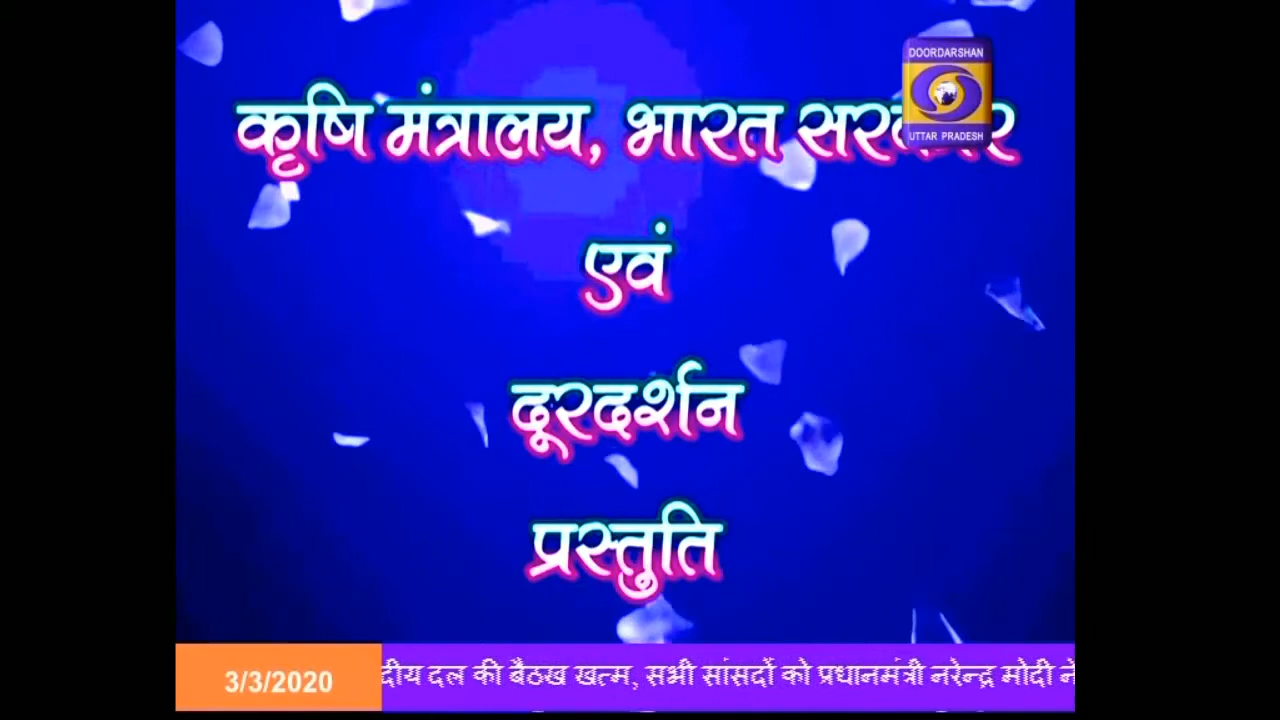 DOORDARSHAN
UTTAR PRADESH
कृषि मंत्रालय, भारत सरकार
एवं
दूरदर्शन
प्रस्तुति
3/3/2020
दीय दल की बैठख खत्म, सभी सांसदों को प्रधानमंत्री नरेन्द्र मोदी ने